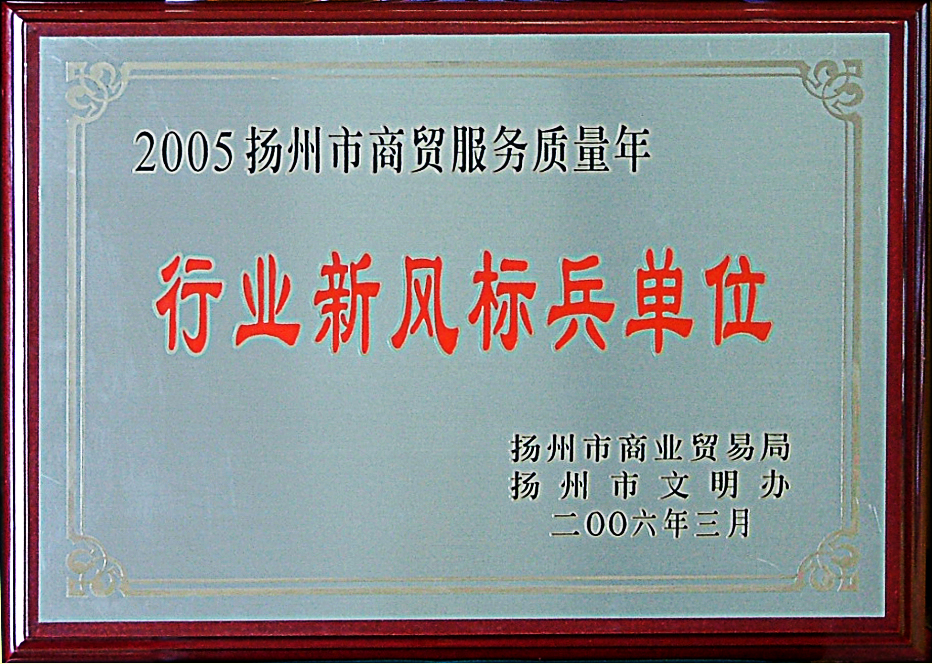 2005扬州市商贸服务质量年
行业新风标兵单位
扬州市商业贸易局
扬州市文明办
二〇〇六年三月